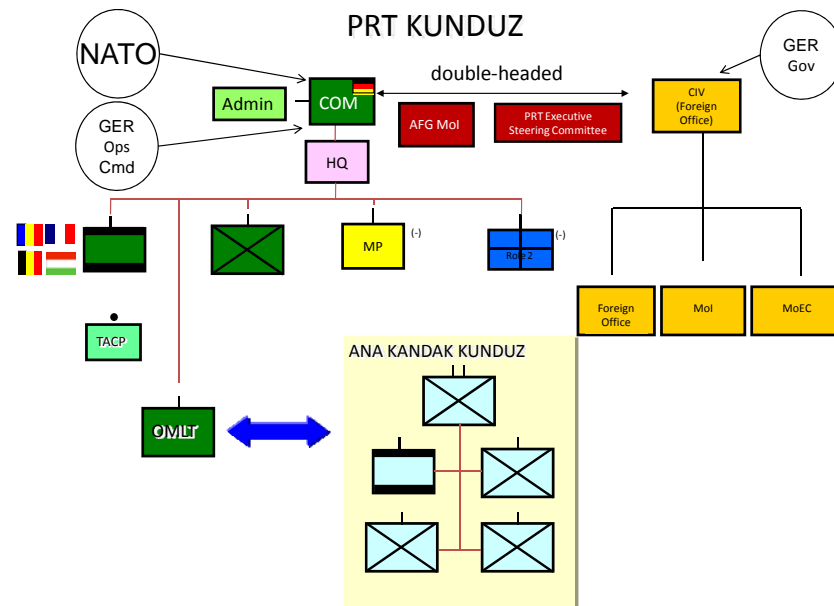 PRT KUNDUZ
NATO
GER
Gov
double-headed
CIV
(Foreign
Office)
COM
Admin
AFG MoI
PRT Executive
Steering Committee
GER
Ops
Cmd
HQ
MP
(-)
(-)
Role 2
Foreign
Office
MoI
MoEC
TACP
ANA KANDAK KUNDUZ
OMLT